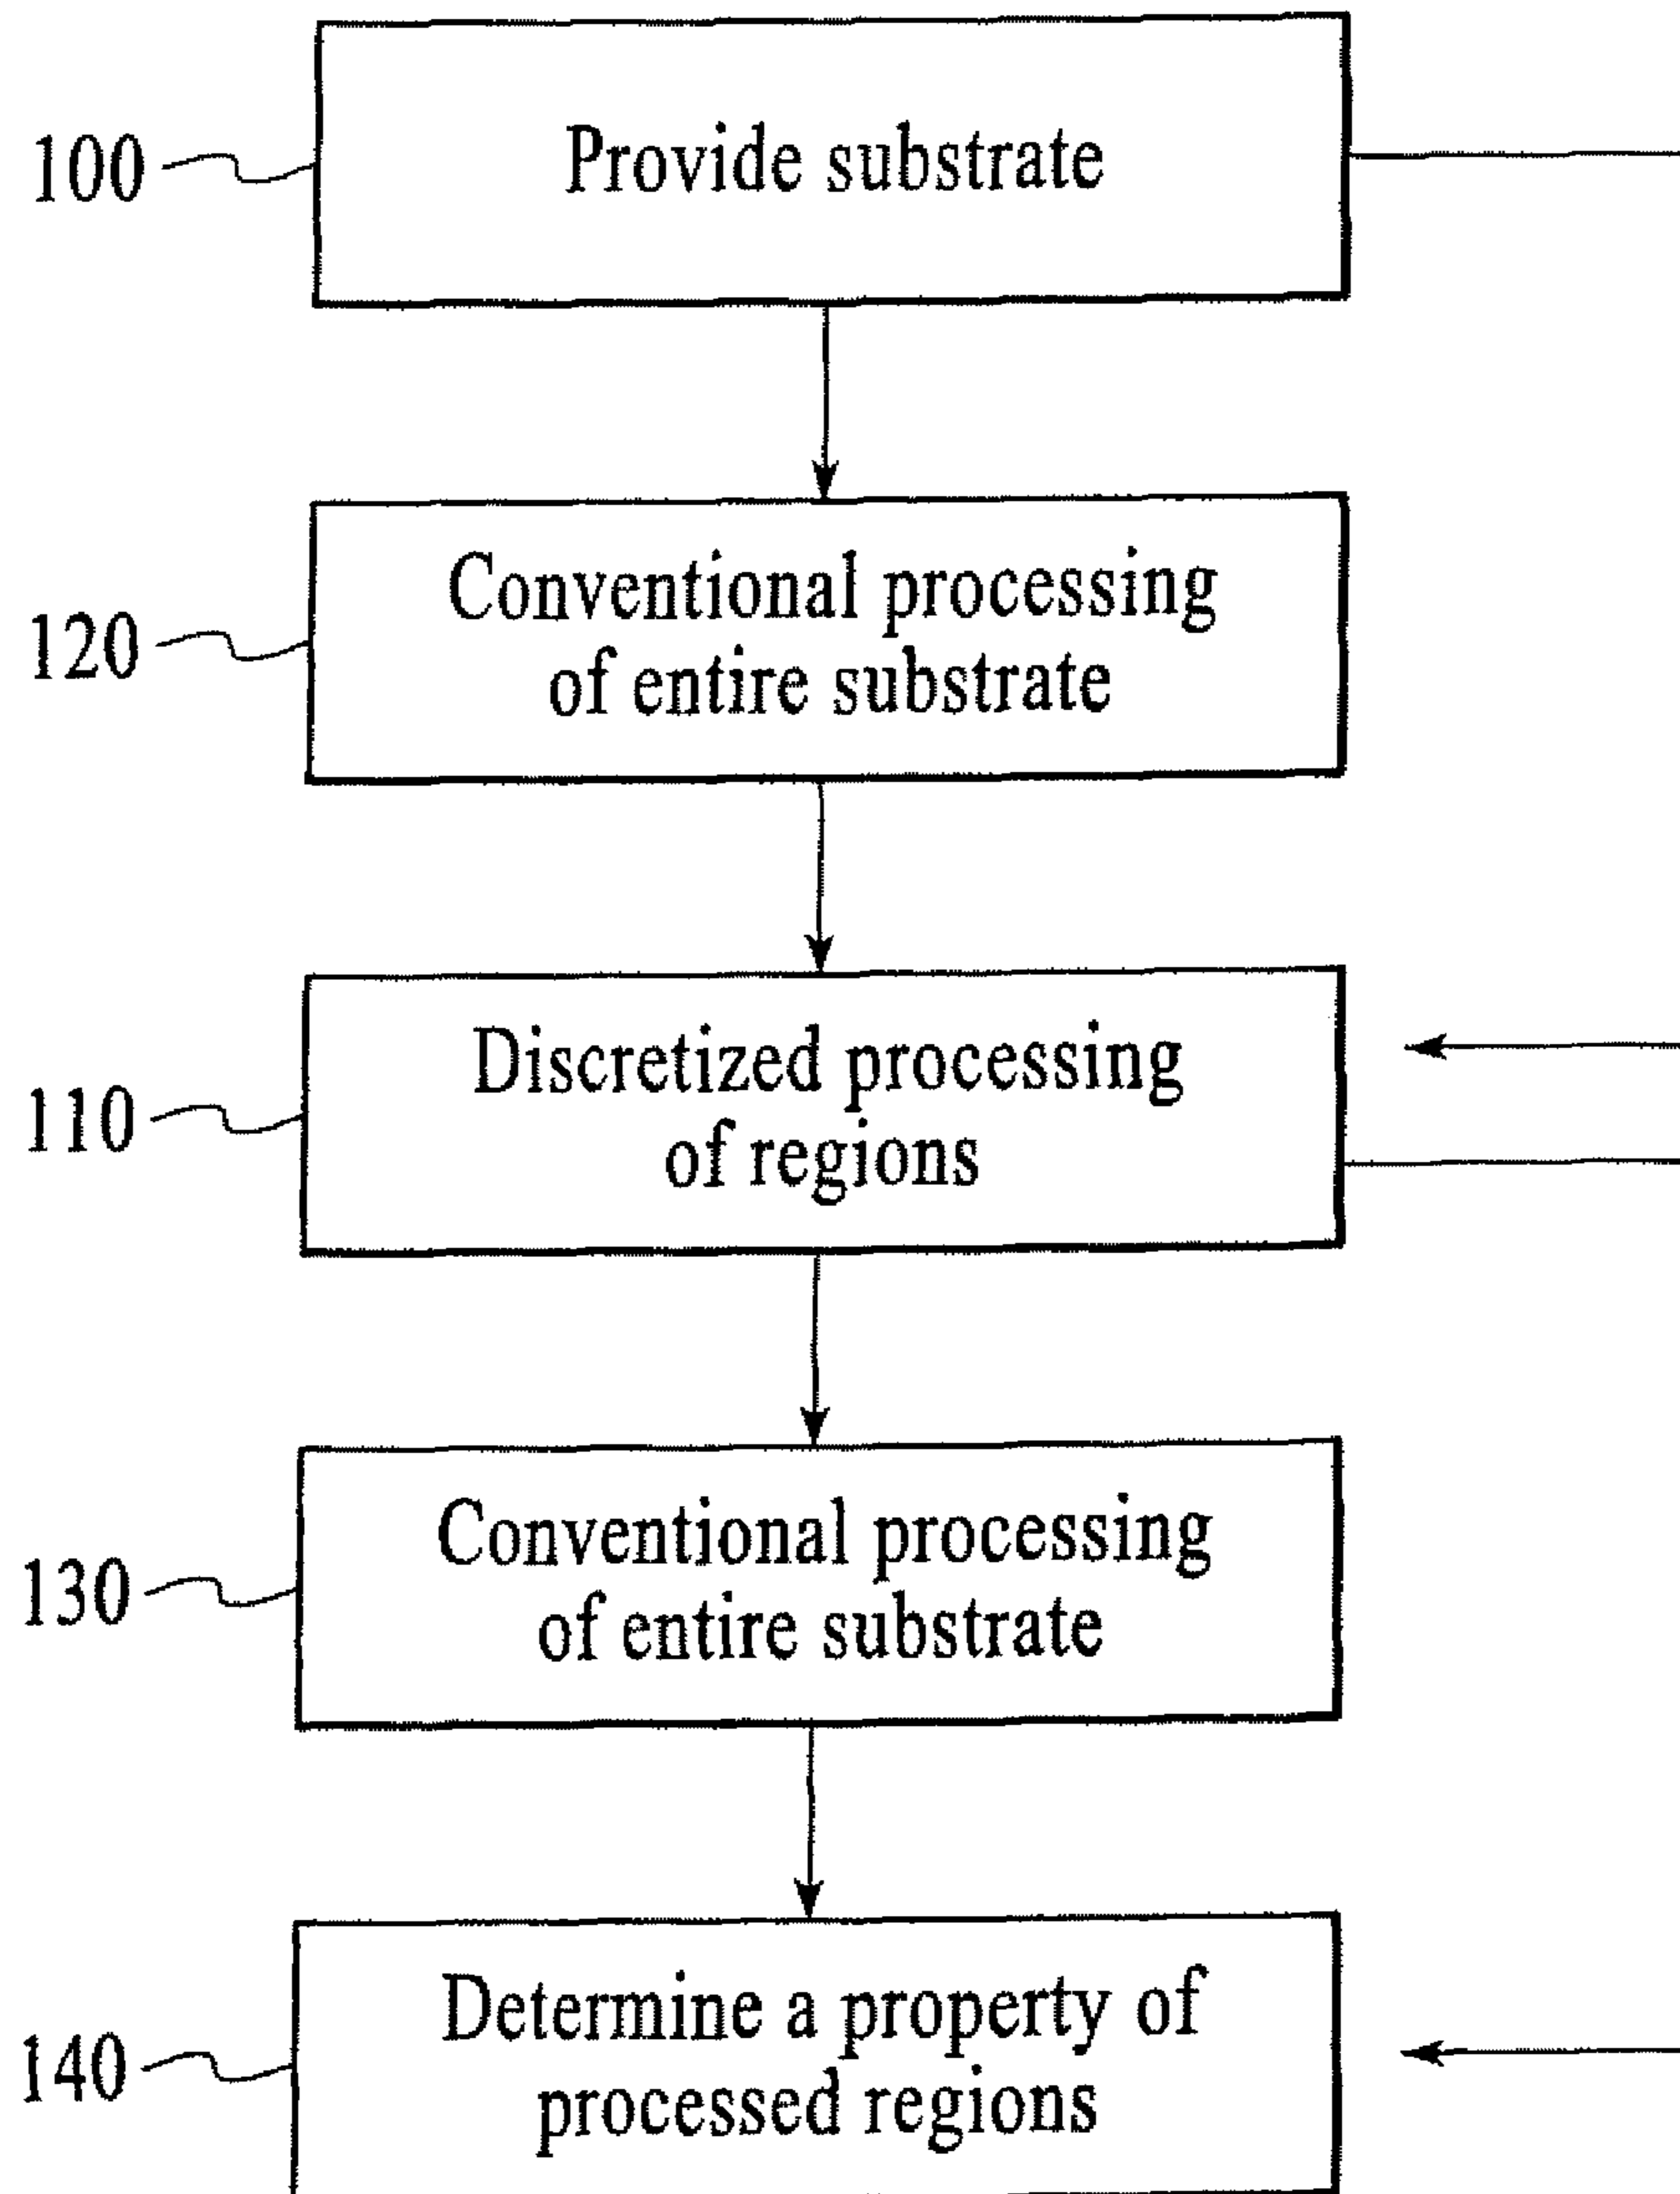 100
Provide substrate
120
Conventional processing
of entire substrate
110
Discretized processing
of regions
130
Conventional processing
of entire substrate
140
Determine a property of
processed regions